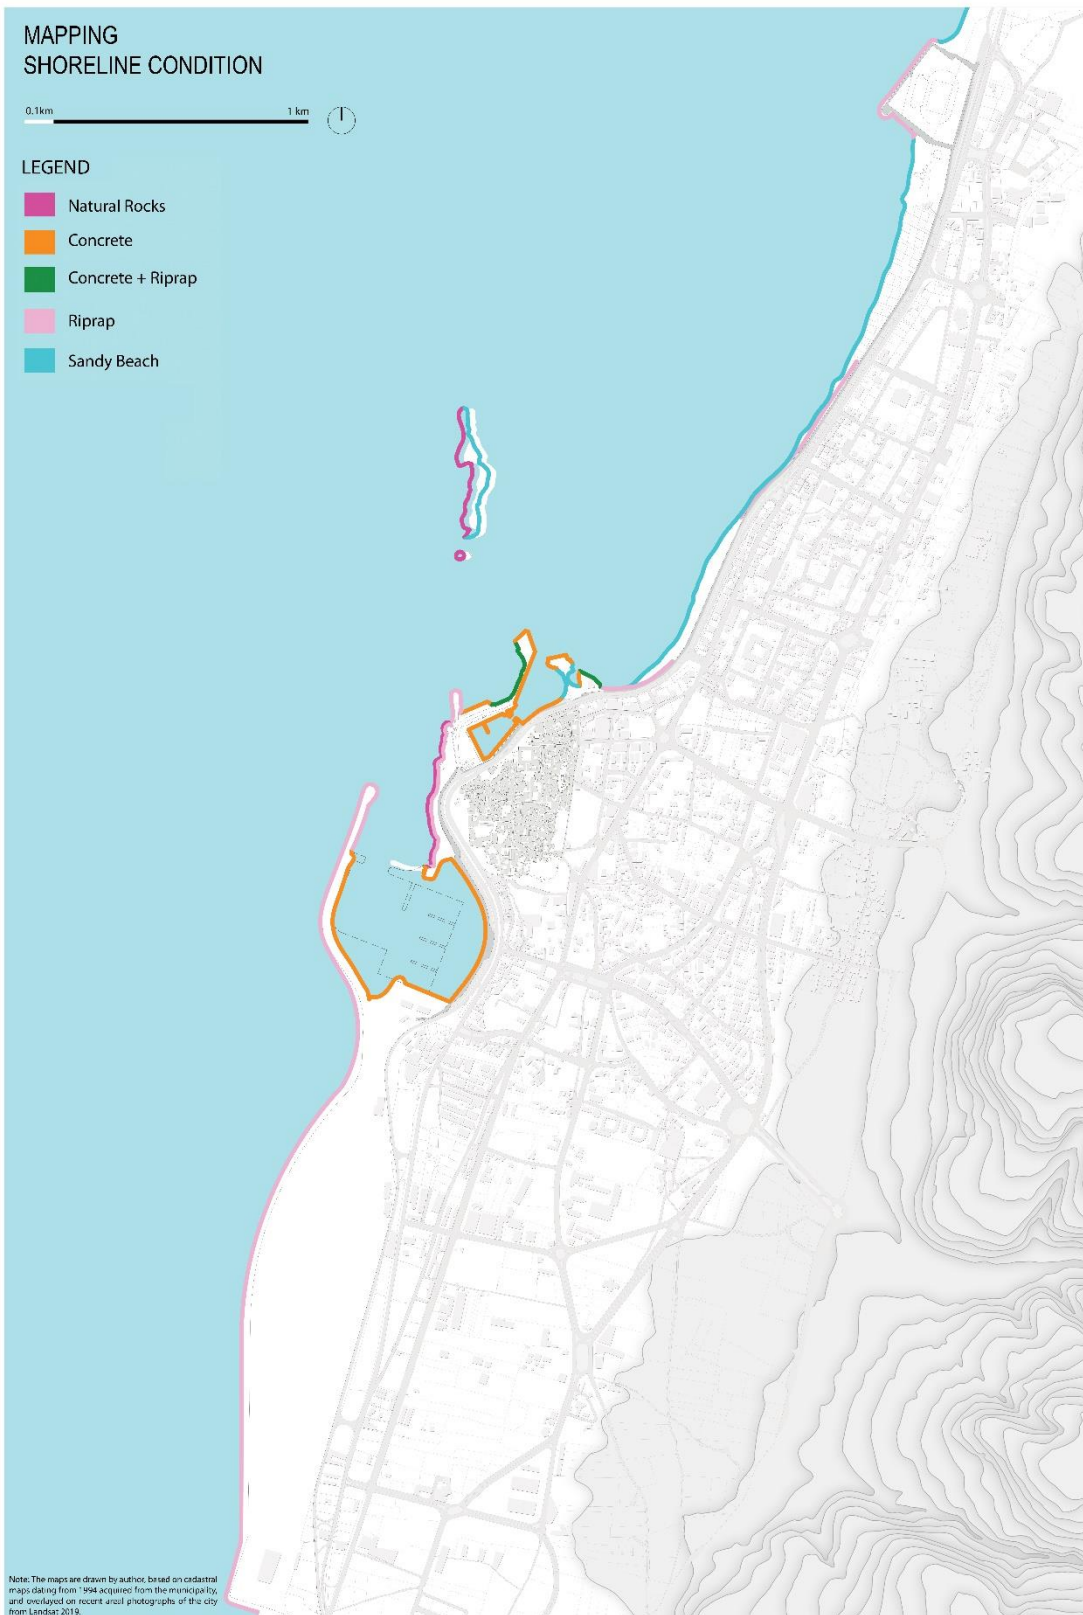 MAPPING
SHORELINE CONDITION
0.1km 1 km
LEGEND
Natural Rocks
Concrete
Concrete + Riprap
Riprap
Sandy Beach
Note: The maps are drawn by author, based on cadastral
maps dating from 1994 acquired from the municipality,
and overlayed on recent areal photographs of the city
from Landsat 2019.